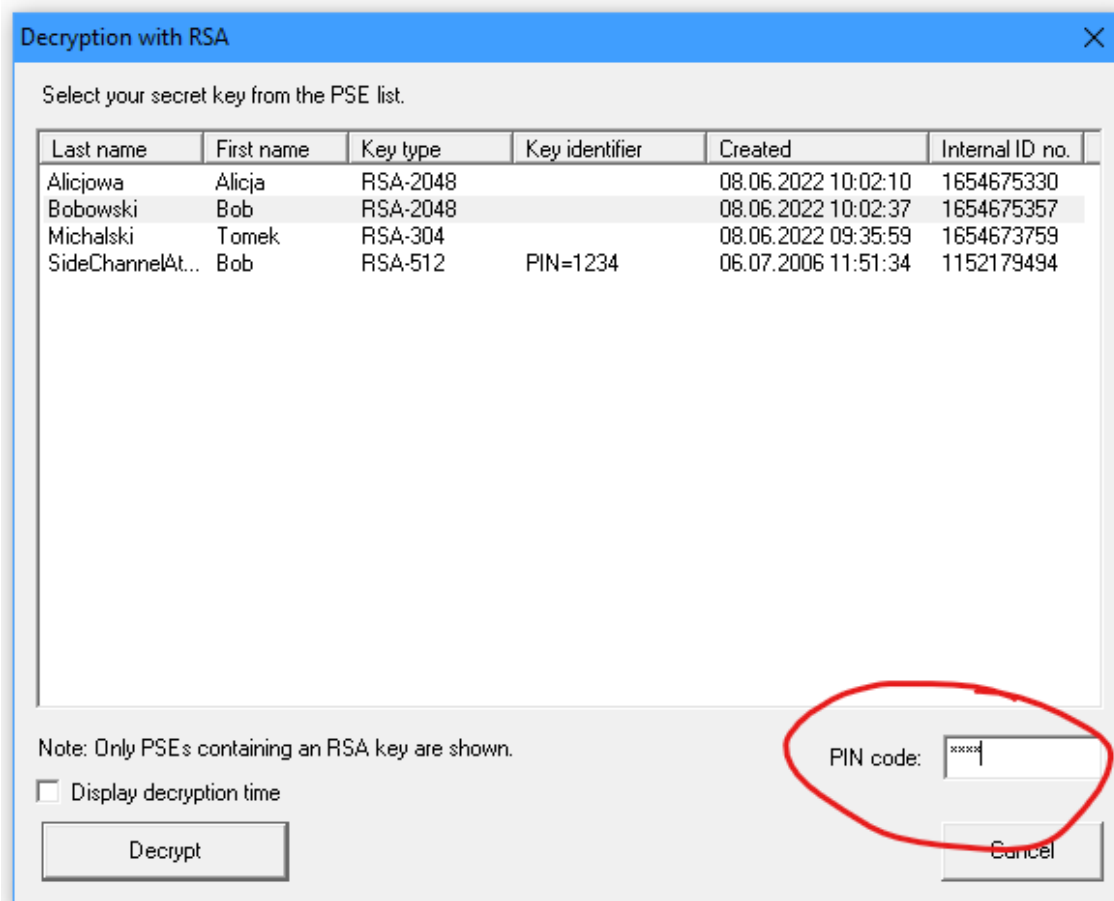 Decryption with RSA
Select your secret key from the PSE list.
Last name First name Key type Key identifier Created Internal ID no.
Alicjowa Alicja RSA-2048 08.06.2022 10:02:10 1654675330
Bobowski Bob RSA-2048 08.06.2022 10:02:37 1654675357
Michalski Tomek RSA-304 08.06.2022 09:35:59 1654673759
SideChannelAt... Bob RSA-512 PIN=1234 06.07.2006 11:51:34 1152179494
Note: Only PSEs containing an RSA key are shown.
PIN code: ****
Display decryption time
Decrypt Cancel